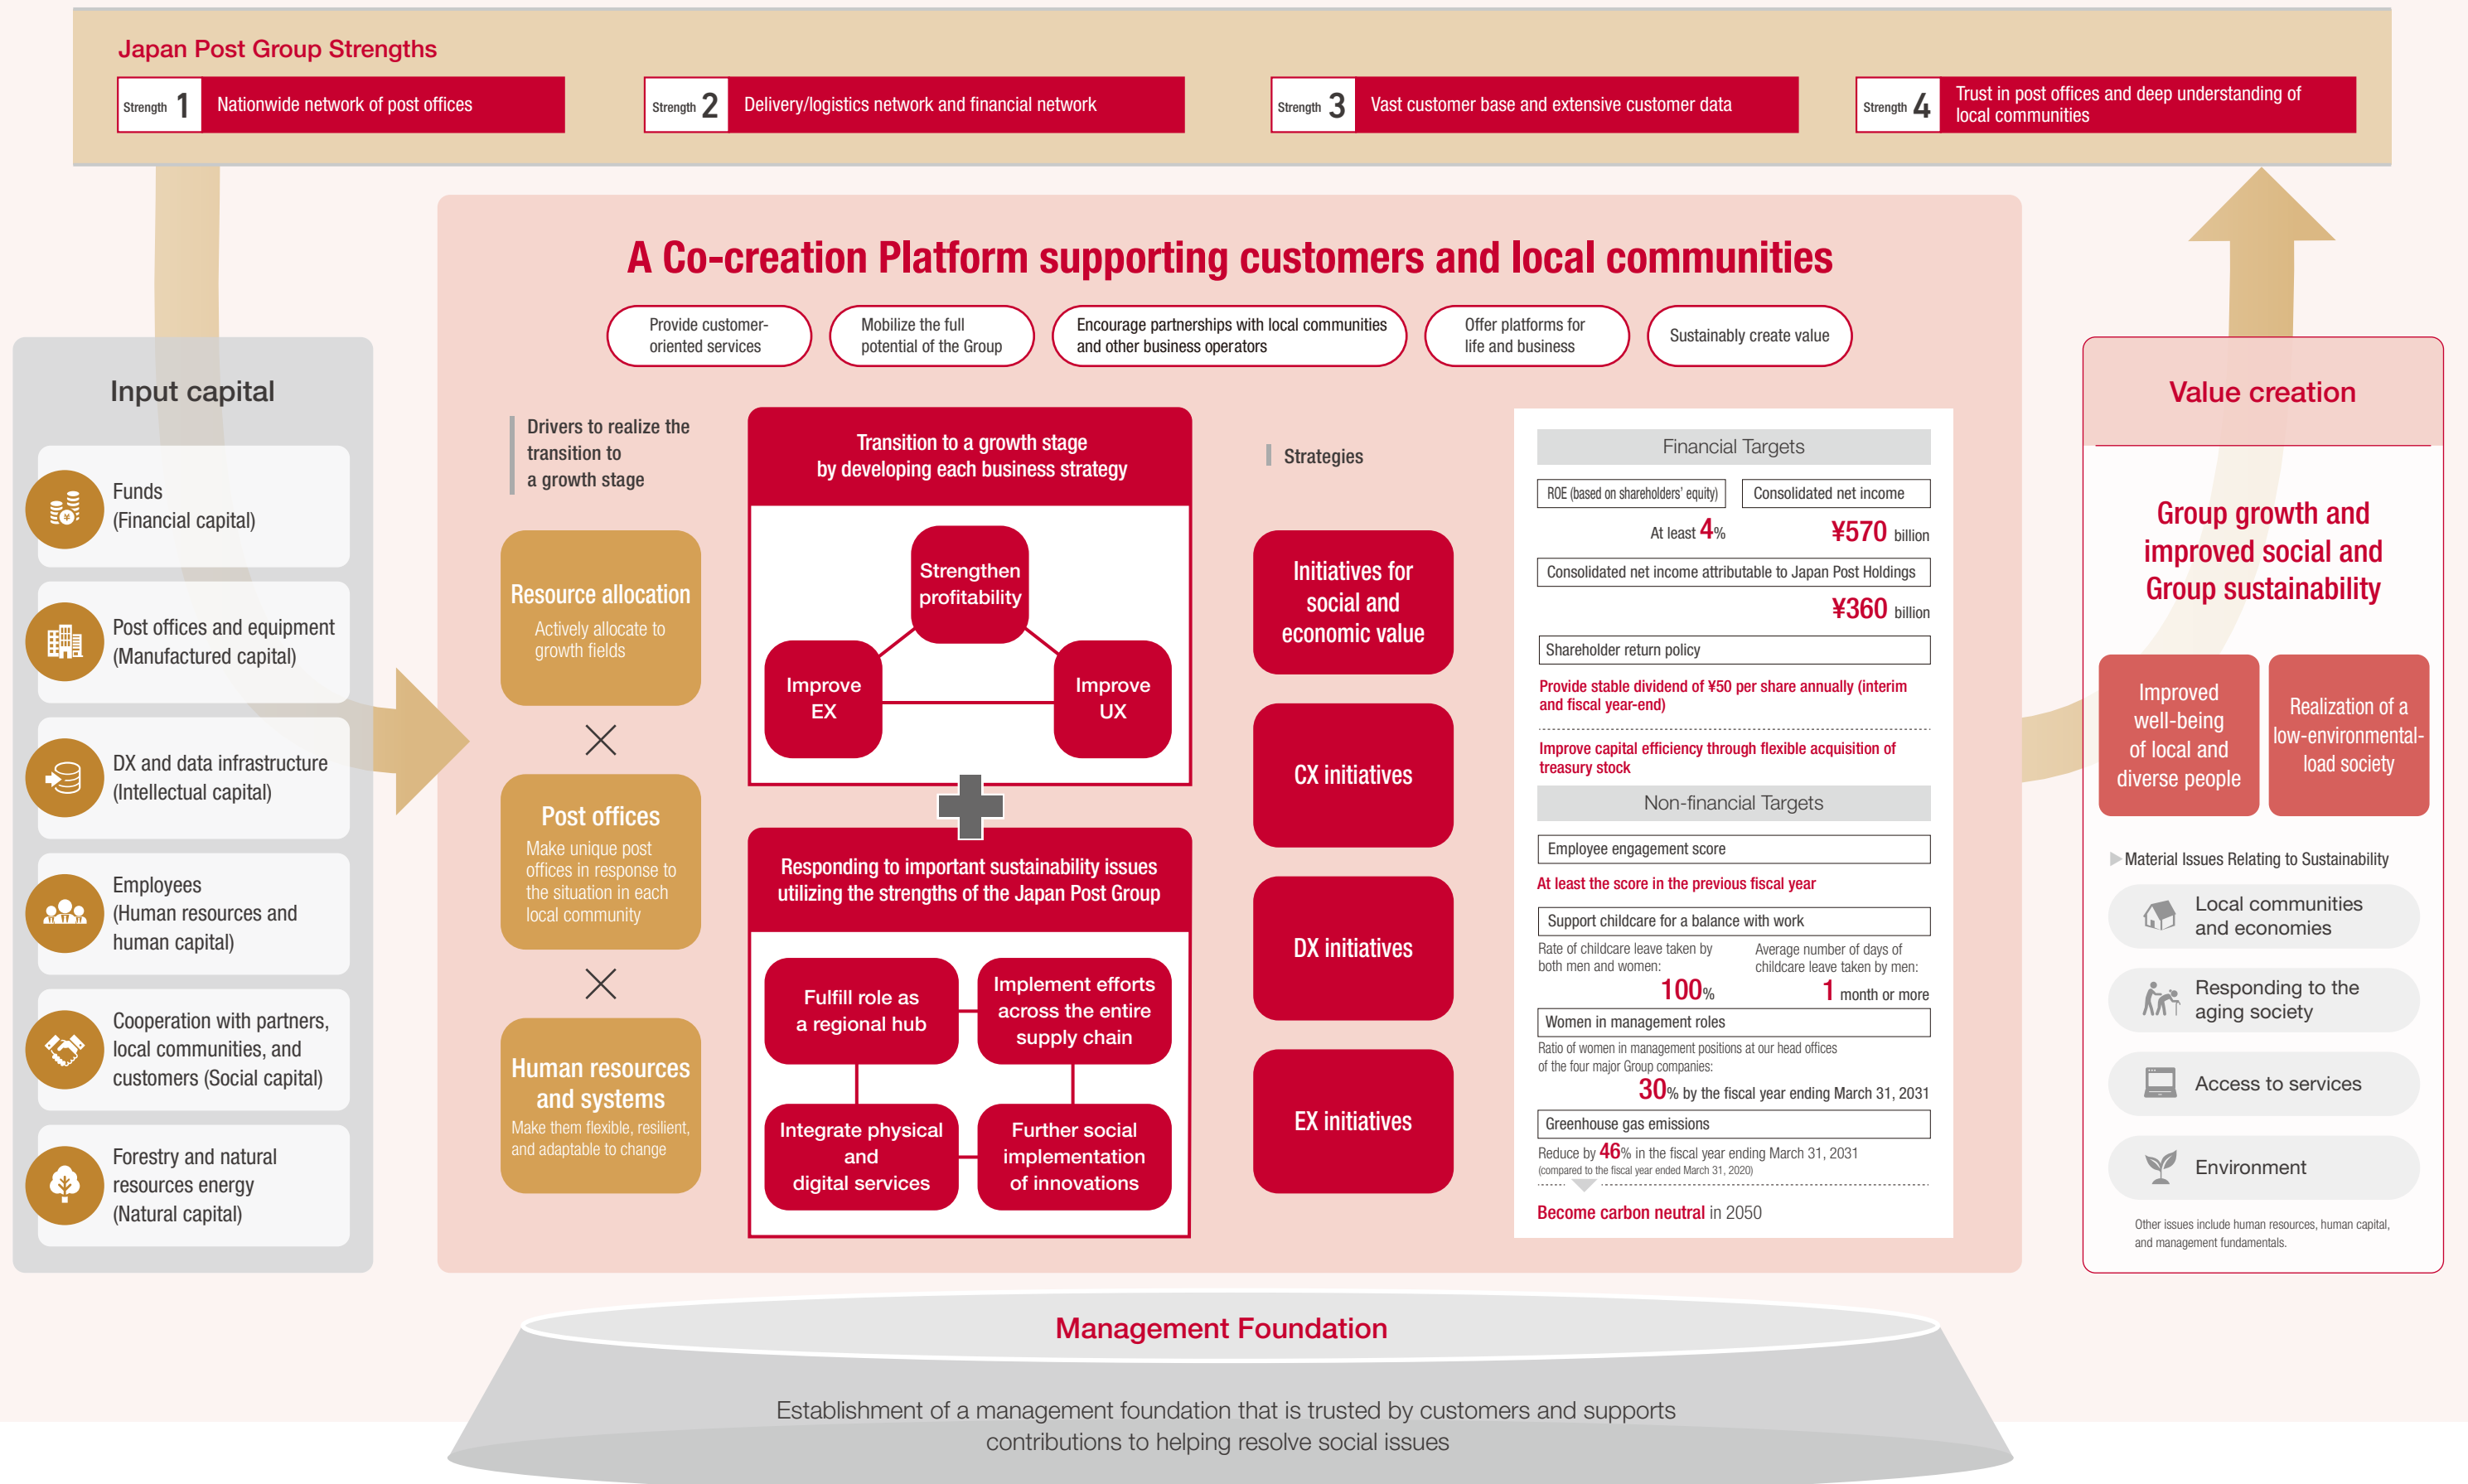 Japan Post Group Strengths
Strength 1 Nationwide network of post offices
Strength 2 Delivery/logistics network and financial network
Strength 3 Vast customer base and extensive customer data
Strength 4 Trust in post offices and deep understanding of
local communities
Input capital
Funds
(Financial capital)
Post offices and equipment
(Manufactured capital)
DX and data infrastructure
(Intellectual capital)
Employees
(Human resources and
human capital)
Cooperation with partners,
local communities, and
customers (Social capital)
Forestry and natural
resources energy
(Natural capital)
A Co-creation Platform supporting customers and local communities
Provide customer-
oriented services
Mobilize the full
potential of the Group
Encourage partnerships with local communities
and other business operators
Offer platforms for
life and business
Sustainably create value
Drivers to realize the
transition to
a growth stage
Resource allocation
Actively allocate to
growth fields
×
Post offices
Make unique post
offices in response to
the situation in each
local community
×
Human resources
and systems
Make them flexible, resilient,
and adaptable to change
Transition to a growth stage
by developing each business strategy
Strengthen
profitability
Improve
EX
Improve
UX
Responding to important sustainability issues
utilizing the strengths of the Japan Post Group
Fulfill role as
a regional hub
Implement efforts
across the entire
supply chain
Integrate physical
and
digital services
Further social
implementation
of innovations
Strategies
Initiatives for
social and
economic value
CX initiatives
DX initiatives
EX initiatives
Financial Targets
ROE (based on shareholders' equity)
At least 4%
Consolidated net income
¥570 billion
Consolidated net income attributable to Japan Post Holdings
¥360 billion
Shareholder return policy
Provide stable dividend of ¥50 per share annually (interim
and fiscal year-end)
Improve capital efficiency through flexible acquisition of
treasury stock
Non-financial Targets
Employee engagement score
At least the score in the previous fiscal year
Support childcare for a balance with work
Rate of childcare leave taken by
both men and women:
100%
Average number of days of
childcare leave taken by men:
1 month or more
Women in management roles
Ratio of women in management positions at our head offices
of the four major Group companies:
30% by the fiscal year ending March 31, 2031
Greenhouse gas emissions
Reduce by 46% in the fiscal year ending March 31, 2031
(compared to the fiscal year ended March 31, 2020)
Become carbon neutral in 2050
Value creation
Group growth and
improved social and
Group sustainability
Improved
well-being
of local and
diverse people
Realization of a
low-environmental-
load society
Material Issues Relating to Sustainability
Local communities
and economies
Responding to the
aging society
Access to services
Environment
Other issues include human resources, human capital,
and management fundamentals.
Management Foundation
Establishment of a management foundation that is trusted by customers and supports
contributions to helping resolve social issues